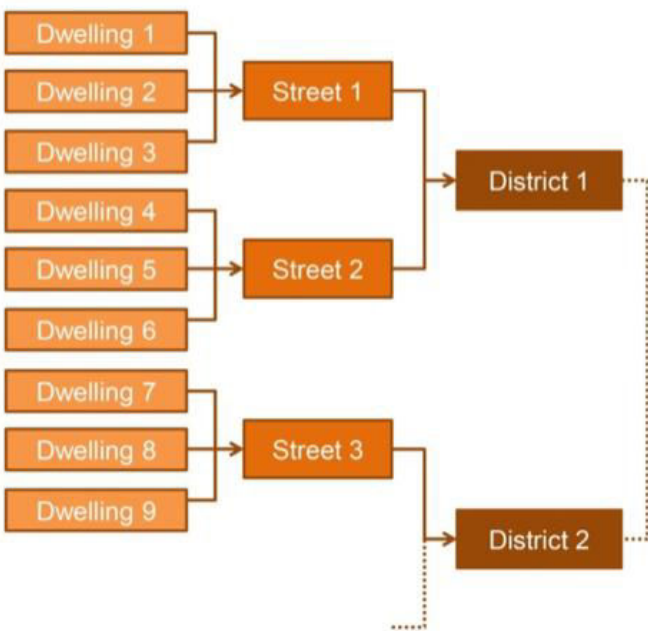 Dwelling 1
Dwelling 2
Dwelling 3
Dwelling 4
Dwelling 5
Dwelling 6
Dwelling 7
Dwelling 8
Dwelling 9
Street 1
Street 2
Street 3
District 1
District 2